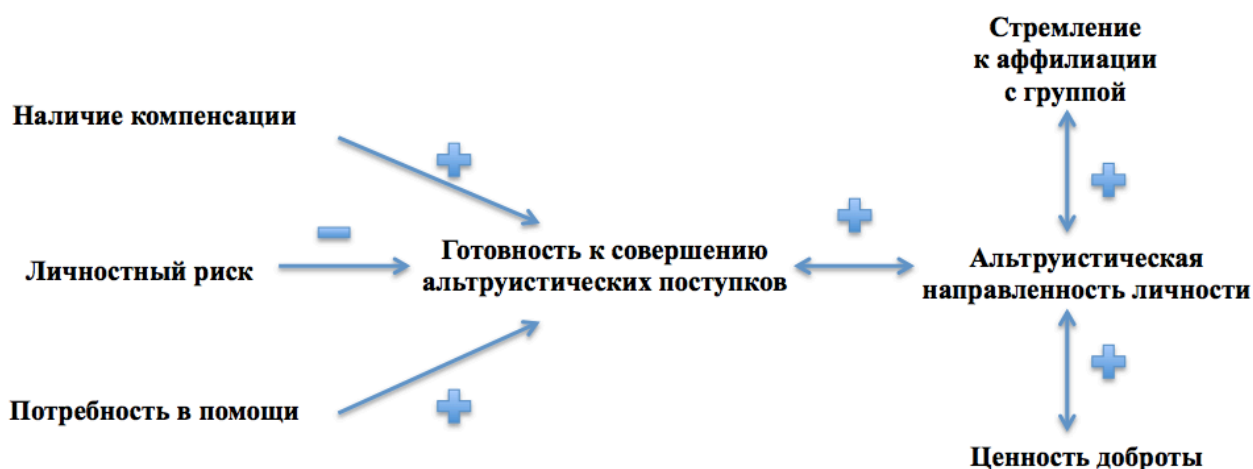 Стремление
к аффилиации
с группой
Наличие компенсации
Личностный риск
Готовность к совершению
альтруистических поступков
Альтруистическая
направленность личности
Потребность в помощи
Ценность доброты